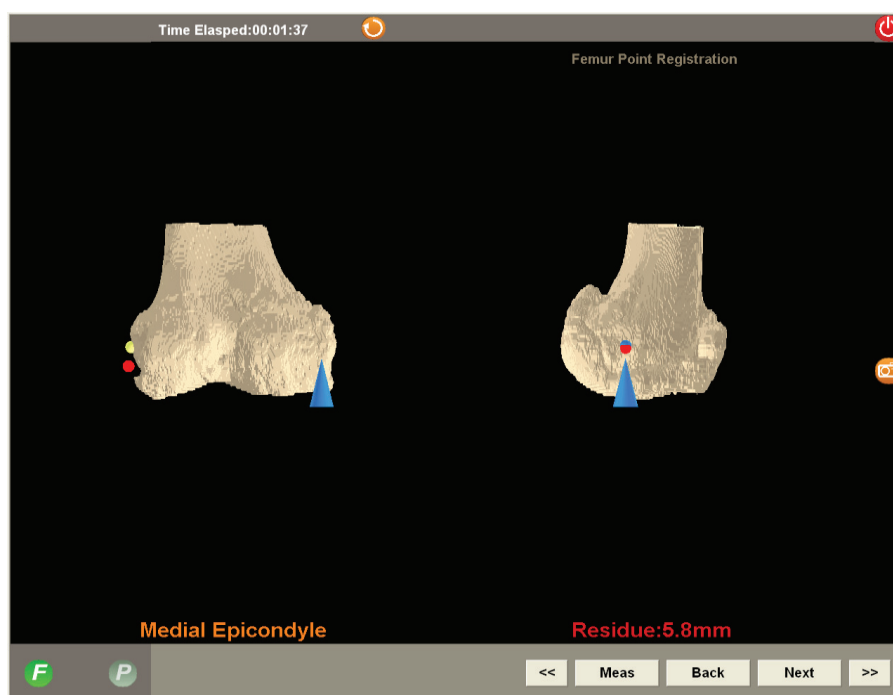 Time Elasped:00:01:37
Femur Point Registration
Medial Epicondyle
Residue:5.8mm
F
P
<<
Meas
Back
Next
>>